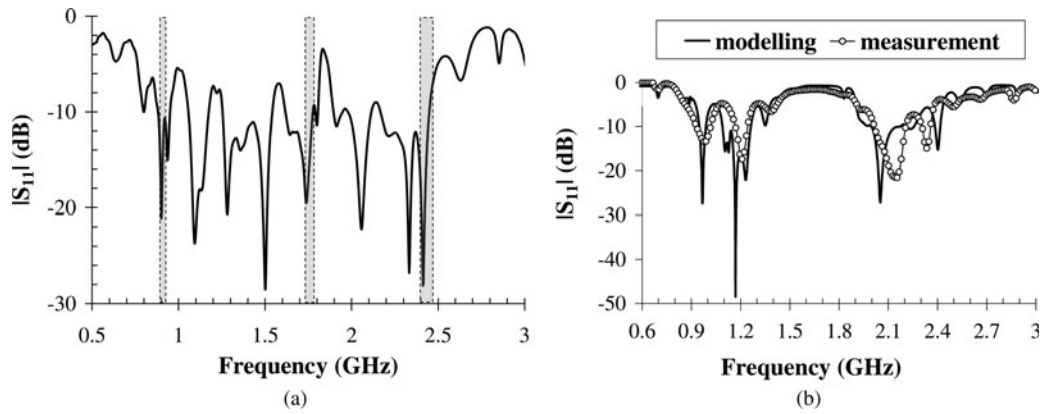 0
-10
-20
-30
|S11| (dB)
0.5 1 1.5 2 2.5 3
Frequency (GHz)
(a)
modelling measurement
0
-10
-20
-30
-40
-50
|S11| (dB)
0.6 0.9 1.2 1.5 1.8 2.1 2.4 2.7 3
Frequency (GHz)
(b)